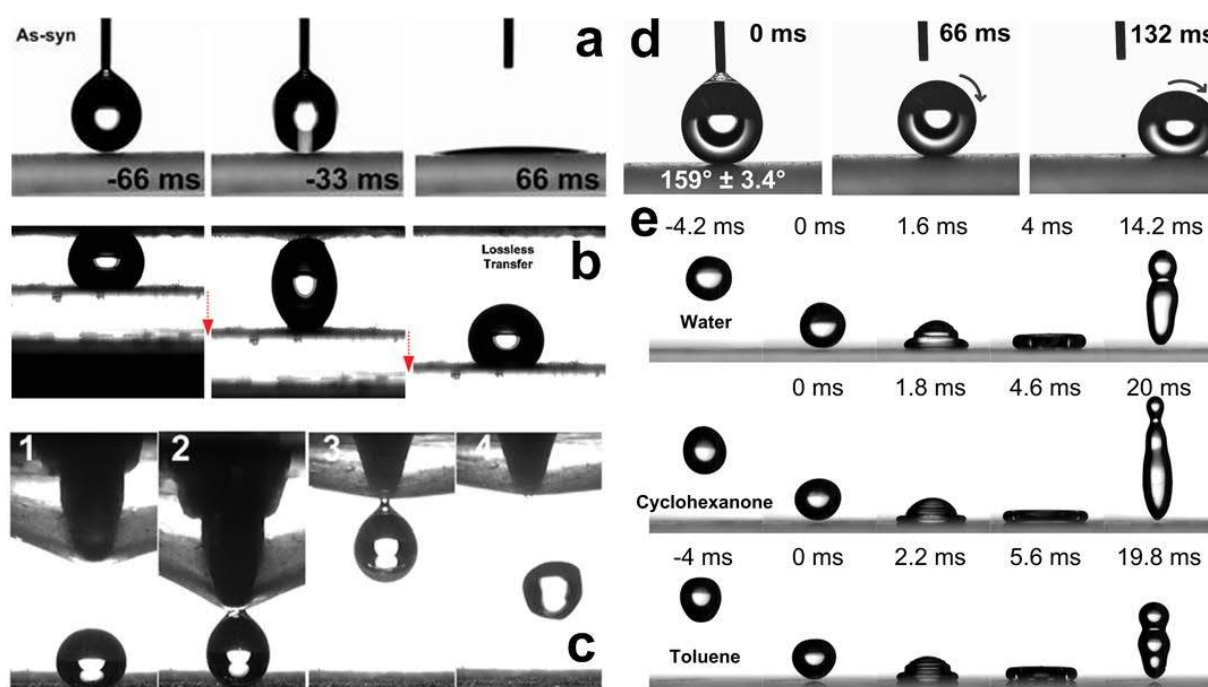 As-syn
a
-66 ms
-33 ms
66 ms
b
Lossless
Transfer
1
2
3
4
c
d
0 ms
66 ms
132 ms
159° ± 3.4°
e
-4.2 ms 0 ms 1.6 ms 4 ms 14.2 ms
Water
0 ms 1.8 ms 4.6 ms 20 ms
Cyclohexanone
-4 ms 0 ms 2.2 ms 5.6 ms 19.8 ms
Toluene